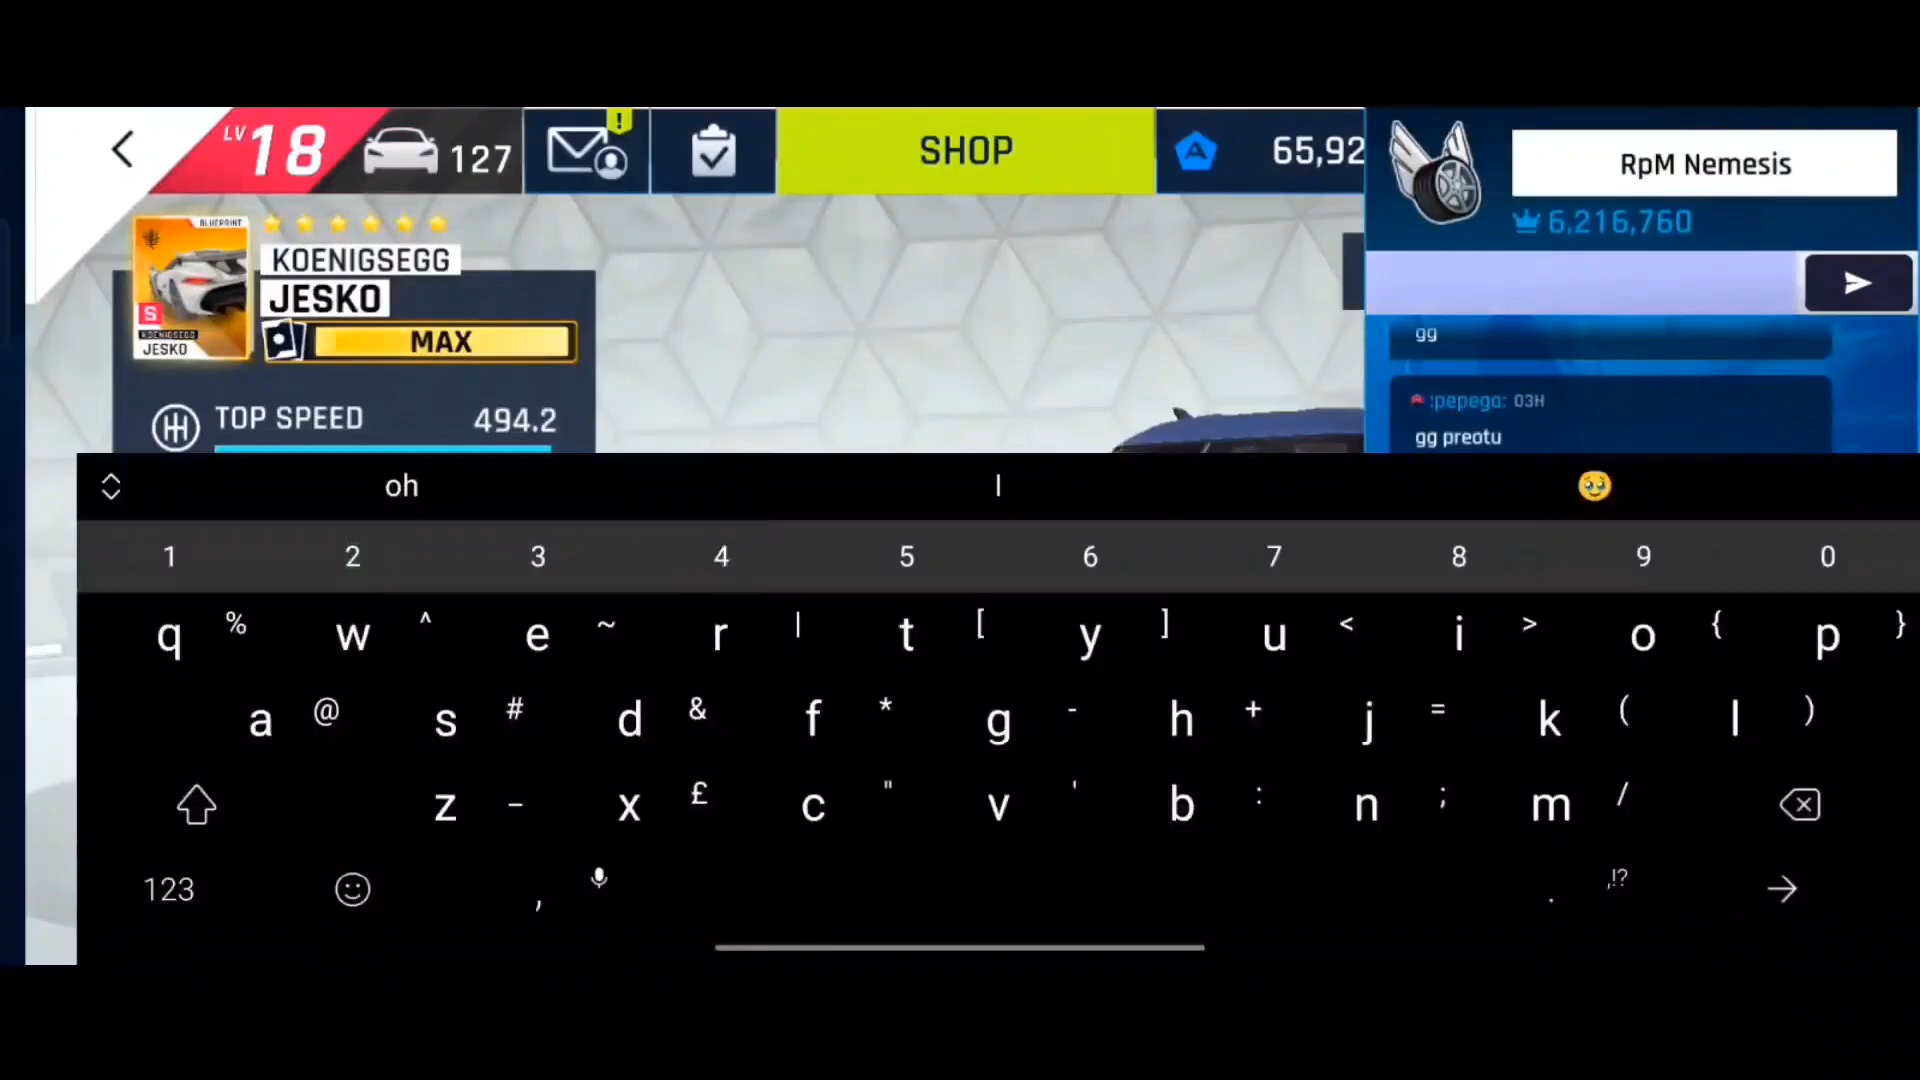 LV 18
127
!
SHOP
65,92
RpM Nemesis
6,216,760
BLUEPRINT
S
KOENIGSEGG
JESKO
KOENIGSEGG
JESKO
MAX
TOP SPEED 494.2
gg
:pepega: 03H
gg preotu
oh I 🥹
1 2 3 4 5 6 7 8 9 0
q % w ^ e ~ r | t [ y ] u < i > o { p }
a @ s # d & f * g - h + j = k ( l )
z _ x £ c " v ' b : n ; m /
123 , . ,!?